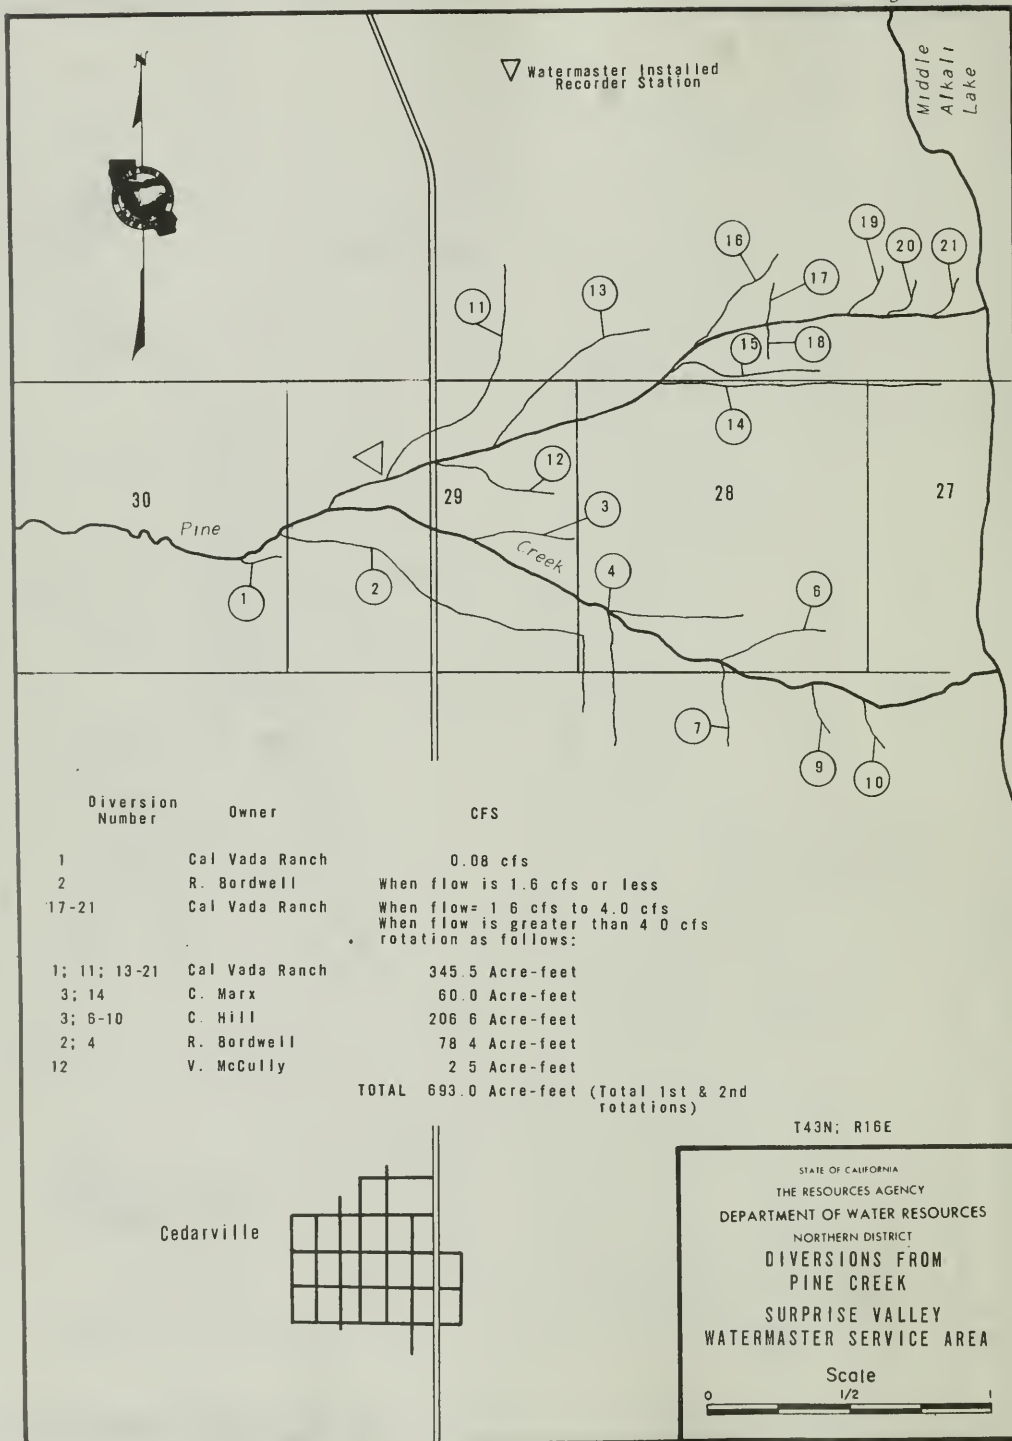 N
Watermaster Installed
Recorder Station
Middle
Alkali
Lake
19
20
21
16
17
11
13
15
18
14
12
30
29
28
27
Pine
Creek
3
1
2
4
6
7
9
10
Diversion
Number Owner CFS
1 Cal Vada Ranch 0.08 cfs
2 R. Bordwell When flow is 1.6 cfs or less
17-21 Cal Vada Ranch When flow= 1 6 cfs to 4.0 cfs
When flow is greater than 4 0 cfs
rotation as follows:
1; 11; 13-21 Cal Vada Ranch 345.5 Acre-feet
3; 14 C. Marx 60.0 Acre-feet
3; 6-10 C. Hill 206 6 Acre-feet
2; 4 R. Bordwell 78 4 Acre-feet
12 V. McCully 2 5 Acre-feet
TOTAL 693.0 Acre-feet (Total 1st & 2nd
rotations)
T43N; R16E
Cedarville
STATE OF CALIFORNIA
THE RESOURCES AGENCY
DEPARTMENT OF WATER RESOURCES
NORTHERN DISTRICT
DIVERSIONS FROM
PINE CREEK
SURPRISE VALLEY
WATERMASTER SERVICE AREA
Scale
0 1/2 1